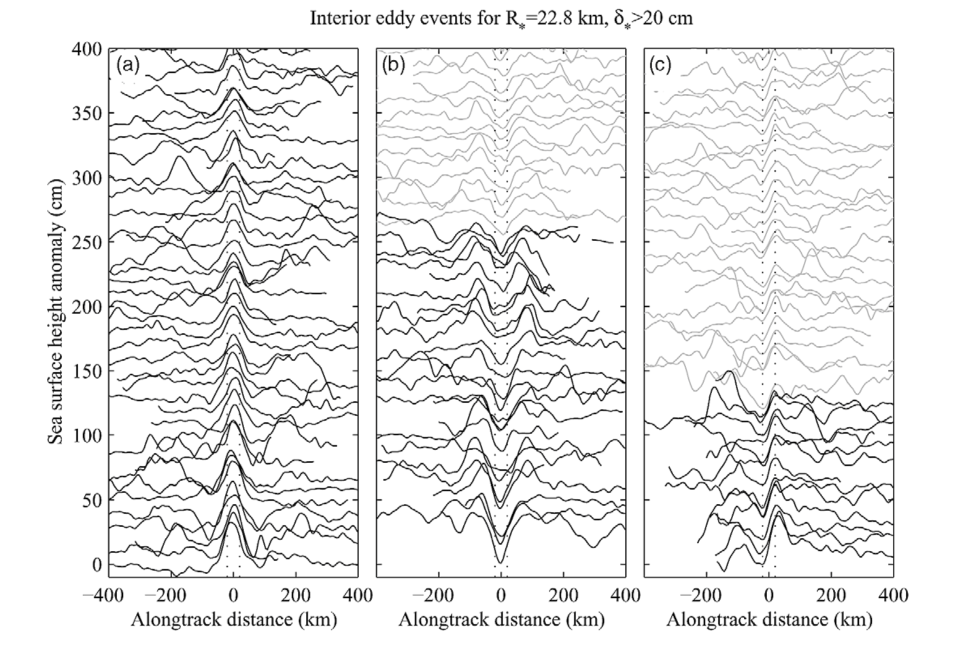 Interior eddy events for R*=22.8 km, δ*>20 cm
(a) (b) (c)
Sea surface height anomaly (cm)
400
350
300
250
200
150
100
50
0
−400 −200 0 200 400 −200 0 200 400 −200 0 200 400
Alongtrack distance (km) Alongtrack distance (km) Alongtrack distance (km)